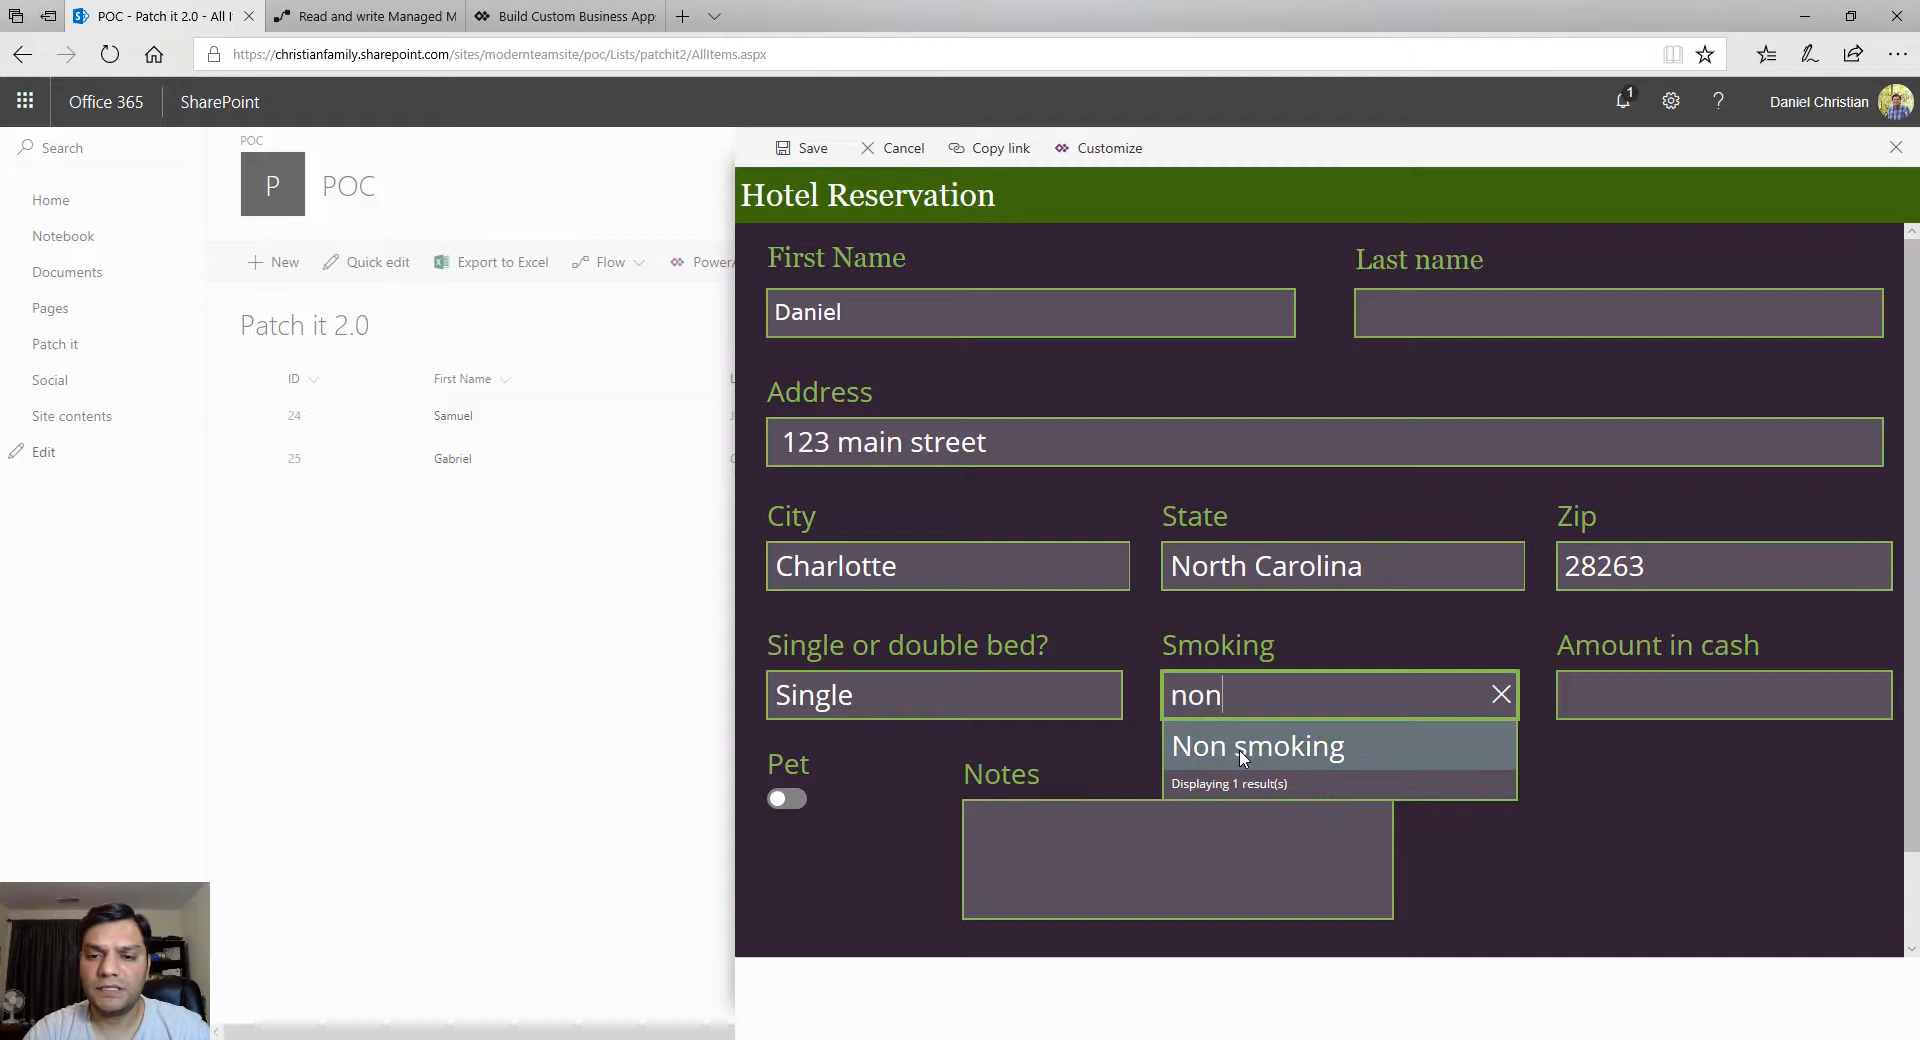 POC - Patch it 2.0 - All I
Read and write Managed M
Build Custom Business App
https://christianfamily.sharepoint.com/sites/modernteamsite/poc/Lists/patchit2/AllItems.aspx
Office 365
SharePoint
1
?
Daniel Christian
Search
Home
Notebook
Documents
Pages
Patch it
Social
Site contents
Edit
POC
P
POC
New
Quick edit
Export to Excel
Flow
PowerA
Patch it 2.0
ID
First Name
L
24
Samuel
J
25
Gabriel
C
Save
Cancel
Copy link
Customize
Hotel Reservation
First Name
Last name
Daniel
Address
123 main street
City
State
Zip
Charlotte
North Carolina
28263
Single or double bed?
Smoking
Amount in cash
Single
non
Non smoking
Displaying 1 result(s)
Pet
Notes